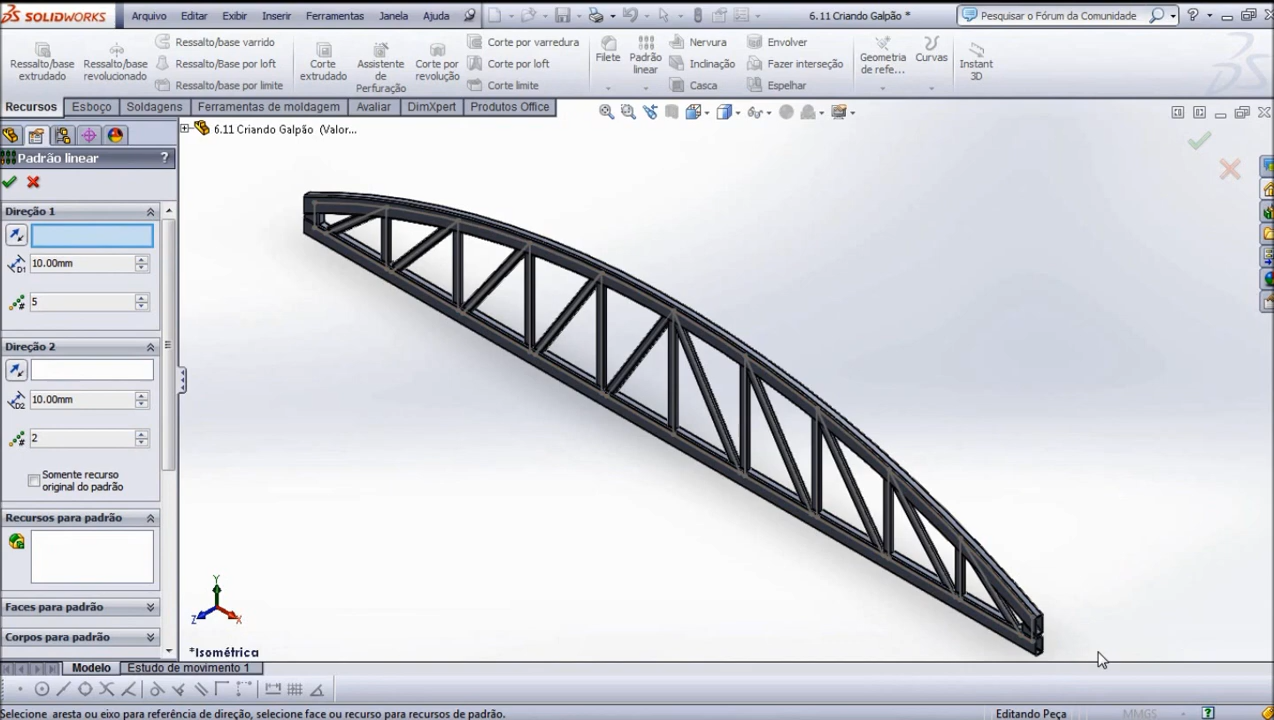 SOLIDWORKS Arquivo Editar Exibir Inserir Ferramentas Janela Ajuda 6.11 Criando Galpão * Pesquisar o Fórum da Comunidade
Ressalto/base extrudado
Ressalto/base revolucionado
Ressalto/base varrido
Ressalto/base por loft
Ressalto/base por limite
Corte extrudado
Assistente de Perfuração
Corte por revolução
Corte por varredura
Corte por loft
Corte limite
Filete
Padrão linear
Nervura
Inclinação
Casca
Envolver
Fazer interseção
Espelhar
Geometria de refe...
Curvas
Instant 3D
Recursos Esboço Soldagens Ferramentas de moldagem Avaliar DimXpert Produtos Office
6.11 Criando Galpão (Valor...
Padrão linear ?
Direção 1
10.00mm
5
Direção 2
10.00mm
2
Somente recurso
original do padrão
Recursos para padrão
Faces para padrão
Corpos para padrão
Y
Z X
*Isométrica
Modelo Estudo de movimento 1
Selecione aresta ou eixo para referência de direção, selecione face ou recurso para recursos de padrão. Editando Peça MMGS